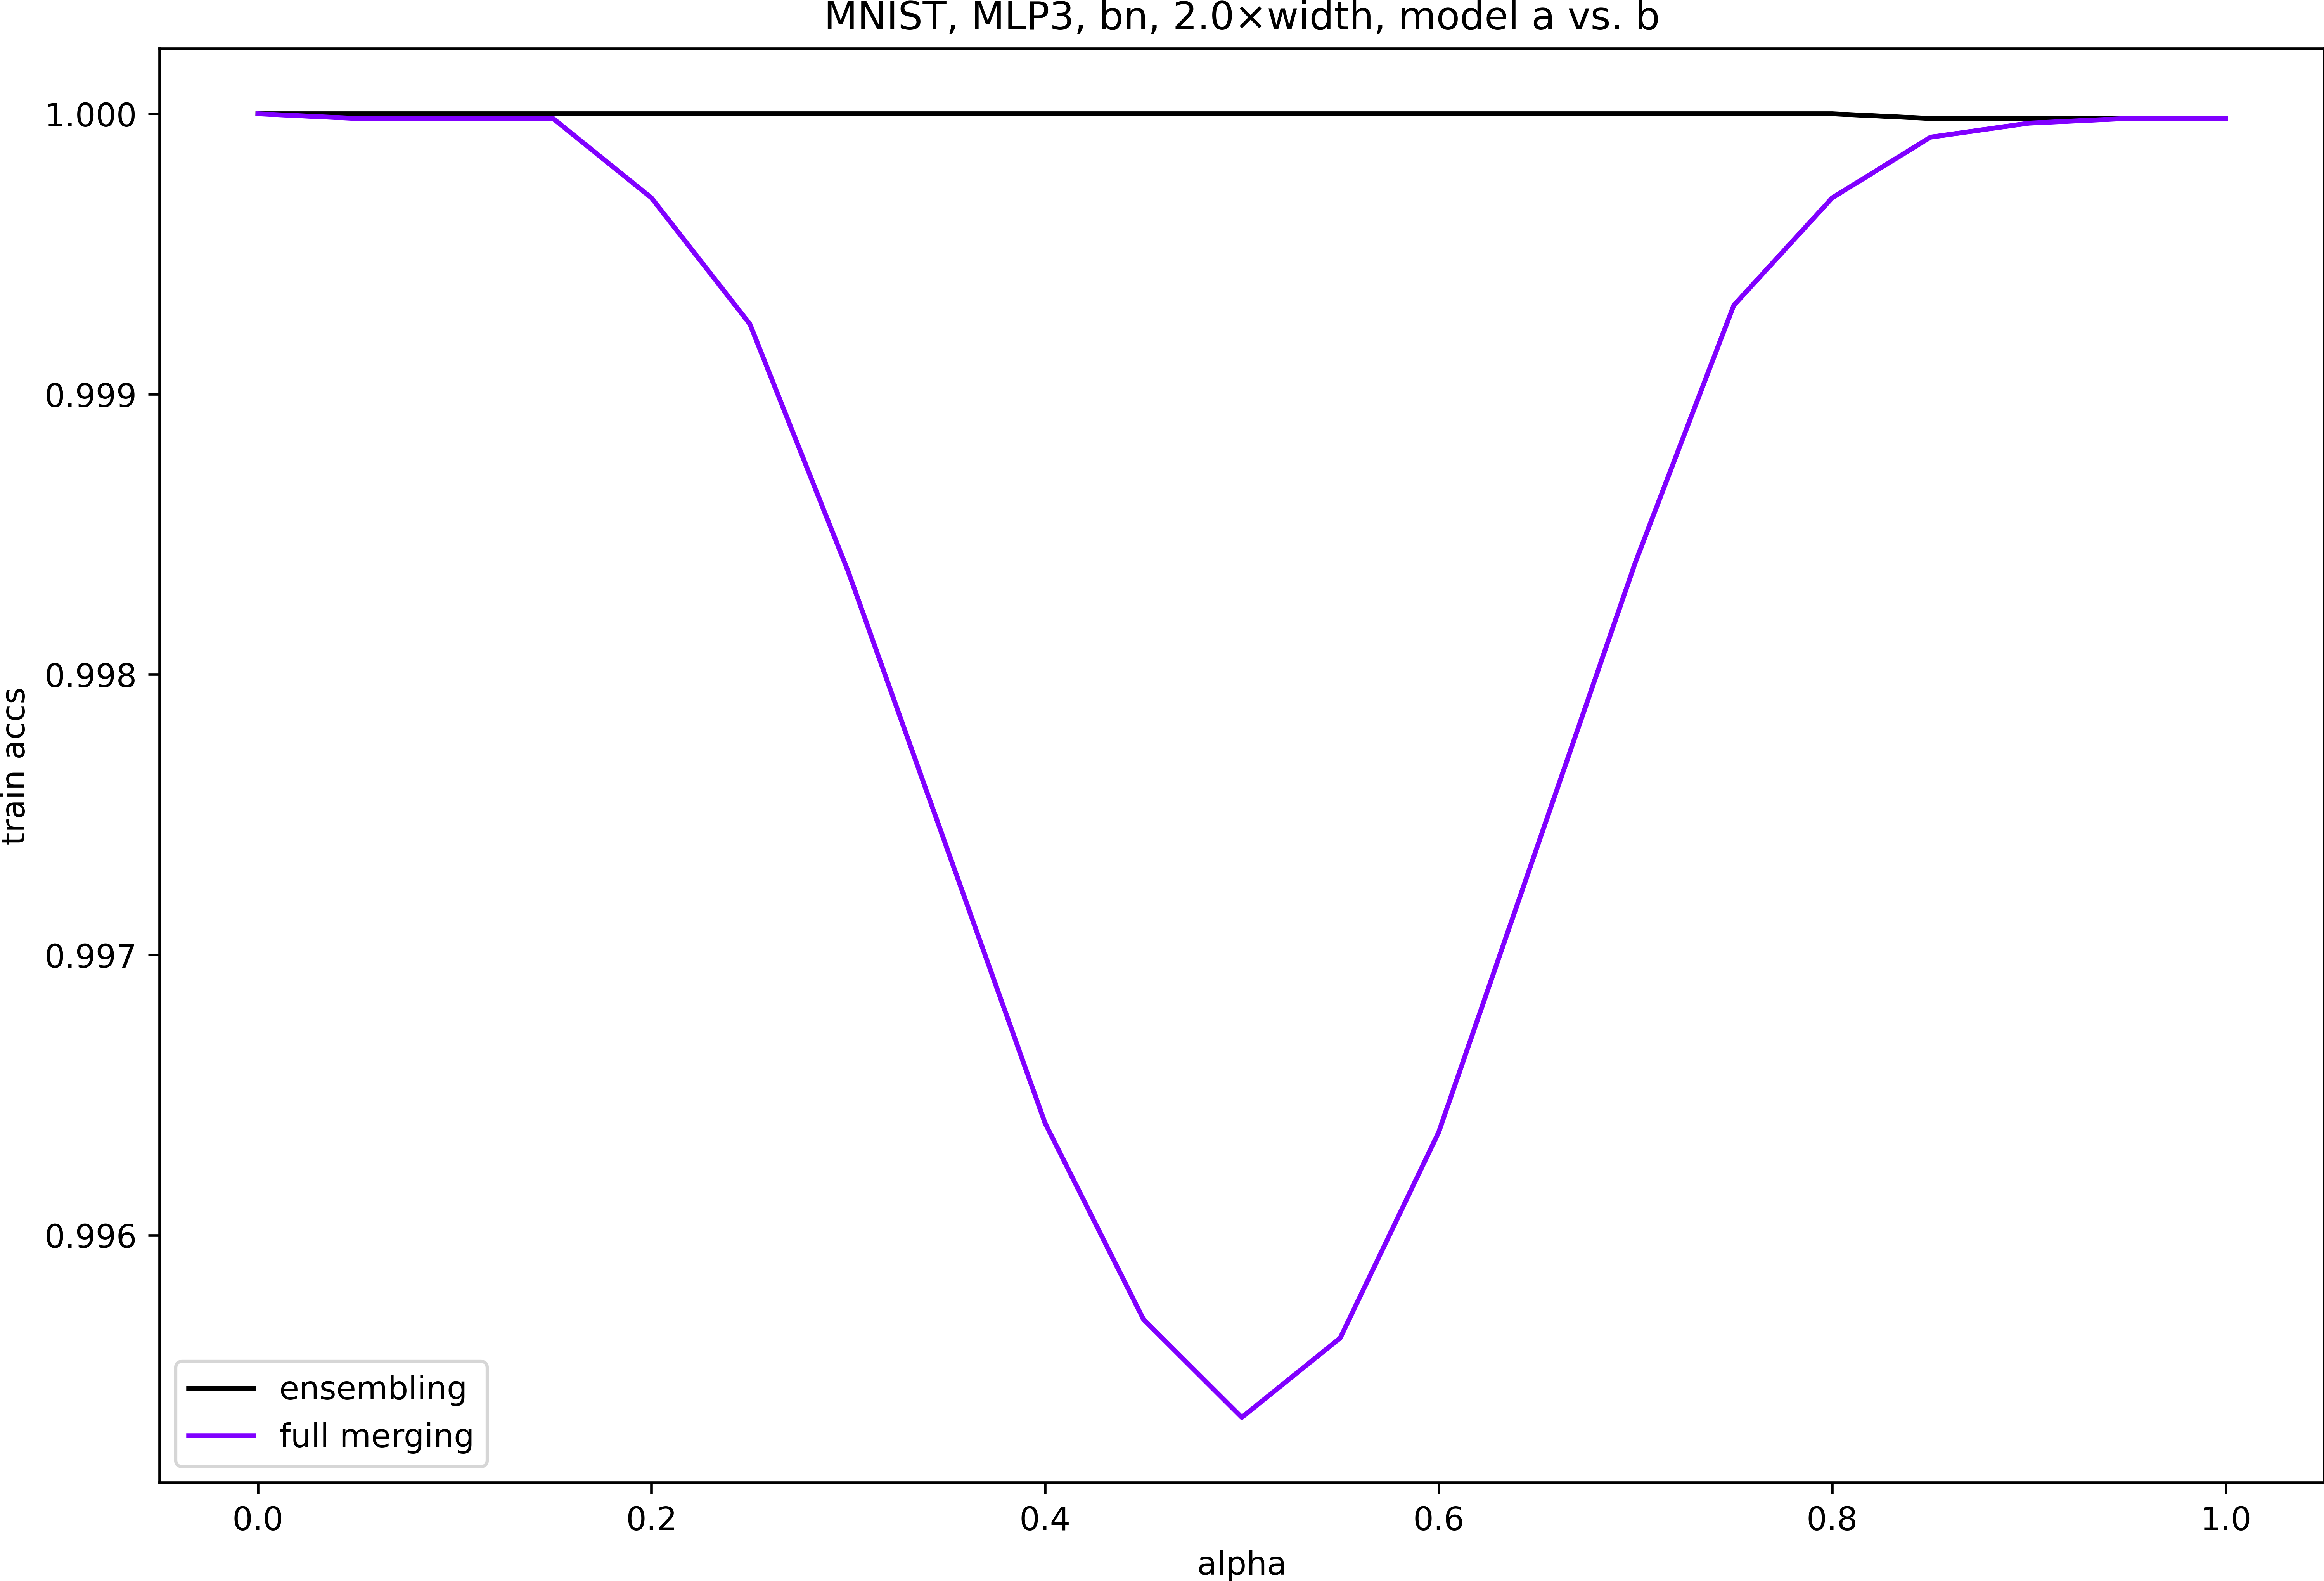 MNIST, MLP3, bn, 2.0×width, model a vs. b
1.000
0.999
0.998
0.997
0.996
train accs
ensembling
full merging
0.0 0.2 0.4 0.6 0.8 1.0
alpha